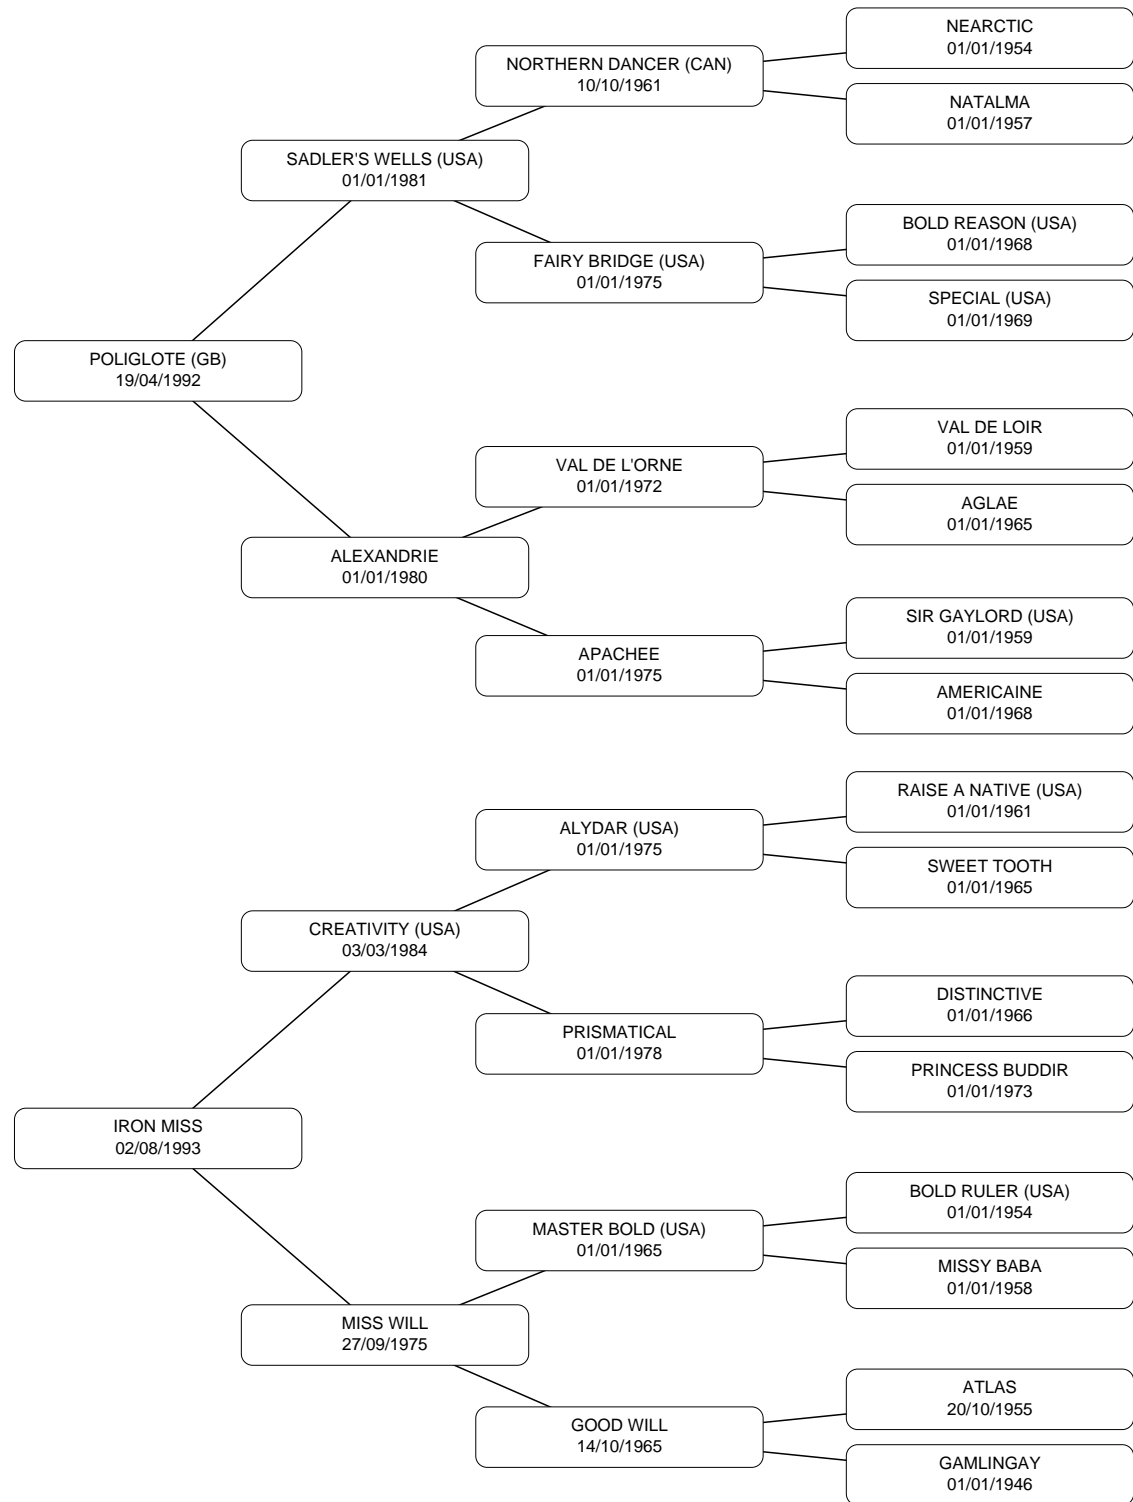 NEARCTIC
01/01/1954
NORTHERN DANCER (CAN)
10/10/1961
NATALMA
01/01/1957
SADLER'S WELLS (USA)
01/01/1981
BOLD REASON (USA)
01/01/1968
FAIRY BRIDGE (USA)
01/01/1975
SPECIAL (USA)
01/01/1969
POLIGLOTE (GB)
19/04/1992
VAL DE LOIR
01/01/1959
VAL DE L'ORNE
01/01/1972
AGLAE
01/01/1965
ALEXANDRIE
01/01/1980
SIR GAYLORD (USA)
01/01/1959
APACHEE
01/01/1975
AMERICAINE
01/01/1968
RAISE A NATIVE (USA)
01/01/1961
ALYDAR (USA)
01/01/1975
SWEET TOOTH
01/01/1965
CREATIVITY (USA)
03/03/1984
DISTINCTIVE
01/01/1966
PRISMATICAL
01/01/1978
PRINCESS BUDDIR
01/01/1973
IRON MISS
02/08/1993
BOLD RULER (USA)
01/01/1954
MASTER BOLD (USA)
01/01/1965
MISSY BABA
01/01/1958
MISS WILL
27/09/1975
ATLAS
20/10/1955
GOOD WILL
14/10/1965
GAMLINGAY
01/01/1946